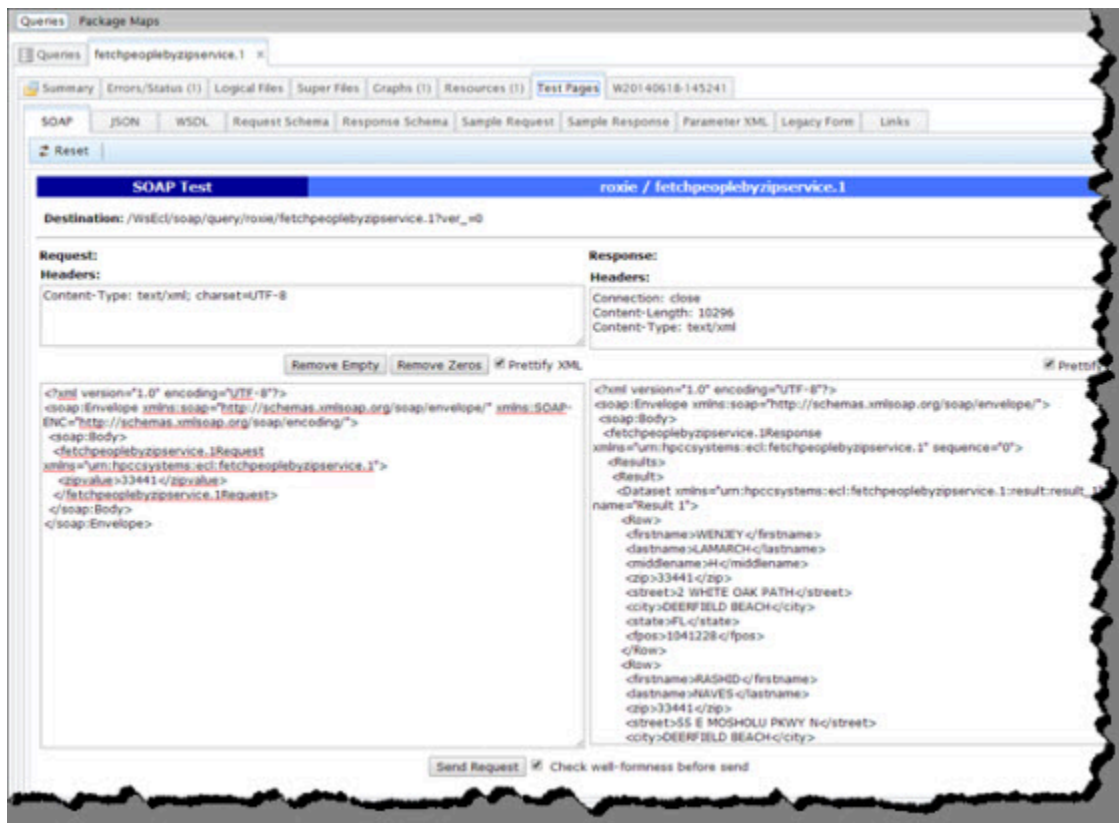 Queries Package Maps
Queries fetchpeoplebyzipservice.1 ×
Summary Errors/Status (1) Logical Files Super Files Graphs (1) Resources (1) Test Pages W20140618-145241
SOAP JSON WSDL Request Schema Response Schema Sample Request Sample Response Parameter XML Legacy Form Links
Reset
SOAP Test roxie / fetchpeoplebyzipservice.1
Destination: /WsEcl/soap/query/roxie/fetchpeoplebyzipservice.1?ver_=0
Request:
Headers:
Content-Type: text/xml; charset=UTF-8
Remove Empty Remove Zeros Prettify XML
<?xml version="1.0" encoding="UTF-8"?>
<soap:Envelope xmlns:soap="http://schemas.xmlsoap.org/soap/envelope/" xmlns:SOAP-
ENC="http://schemas.xmlsoap.org/soap/encoding/">
<soap:Body>
<fetchpeoplebyzipservice.1Request
xmlns="urn:hpccsystems:ecl:fetchpeoplebyzipservice.1">
<zipvalue>33441</zipvalue>
</fetchpeoplebyzipservice.1Request>
</soap:Body>
</soap:Envelope>
Response:
Headers:
Connection: close
Content-Length: 10296
Content-Type: text/xml
Prettif
<?xml version="1.0" encoding="UTF-8"?>
<soap:Envelope xmlns:soap="http://schemas.xmlsoap.org/soap/envelope/">
<soap:Body>
<fetchpeoplebyzipservice.1Response
xmlns="urn:hpccsystems:ecl:fetchpeoplebyzipservice.1" sequence="0">
<Results>
<Result>
<Dataset xmlns="urn:hpccsystems:ecl:fetchpeoplebyzipservice.1:result:result_1"
name="Result 1">
<Row>
<firstname>WENJEY</firstname>
<lastname>LAMARCH</lastname>
<middlename>H</middlename>
<zip>33441</zip>
<street>2 WHITE OAK PATH</street>
<city>DEERFIELD BEACH</city>
<state>FL</state>
<fpos>1041228</fpos>
</Row>
<Row>
<firstname>RASHID</firstname>
<lastname>NAVES</lastname>
<zip>33441</zip>
<street>55 E MOSHOLU PKWY N</street>
<city>DEERFIELD BEACH</city>
Send Request Check well-formness before send